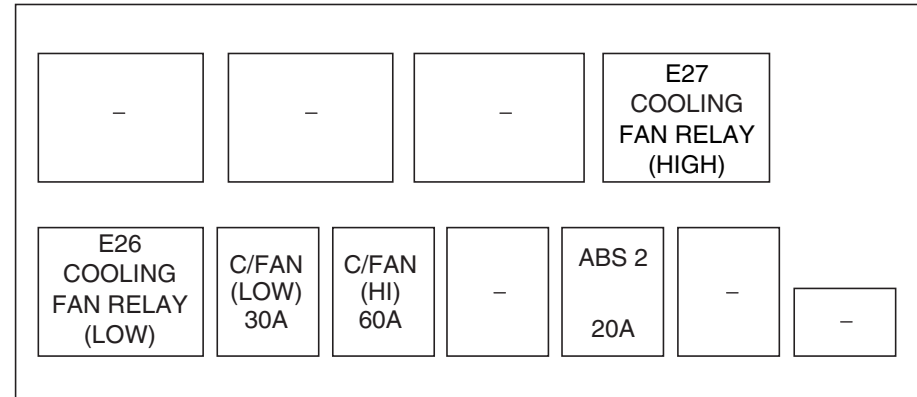 –
–
–
E27
COOLING
FAN RELAY
(HIGH)
E26
COOLING
FAN RELAY
(LOW)
C/FAN
(LOW)
30A
C/FAN
(HI)
60A
–
ABS 2
20A
–
–